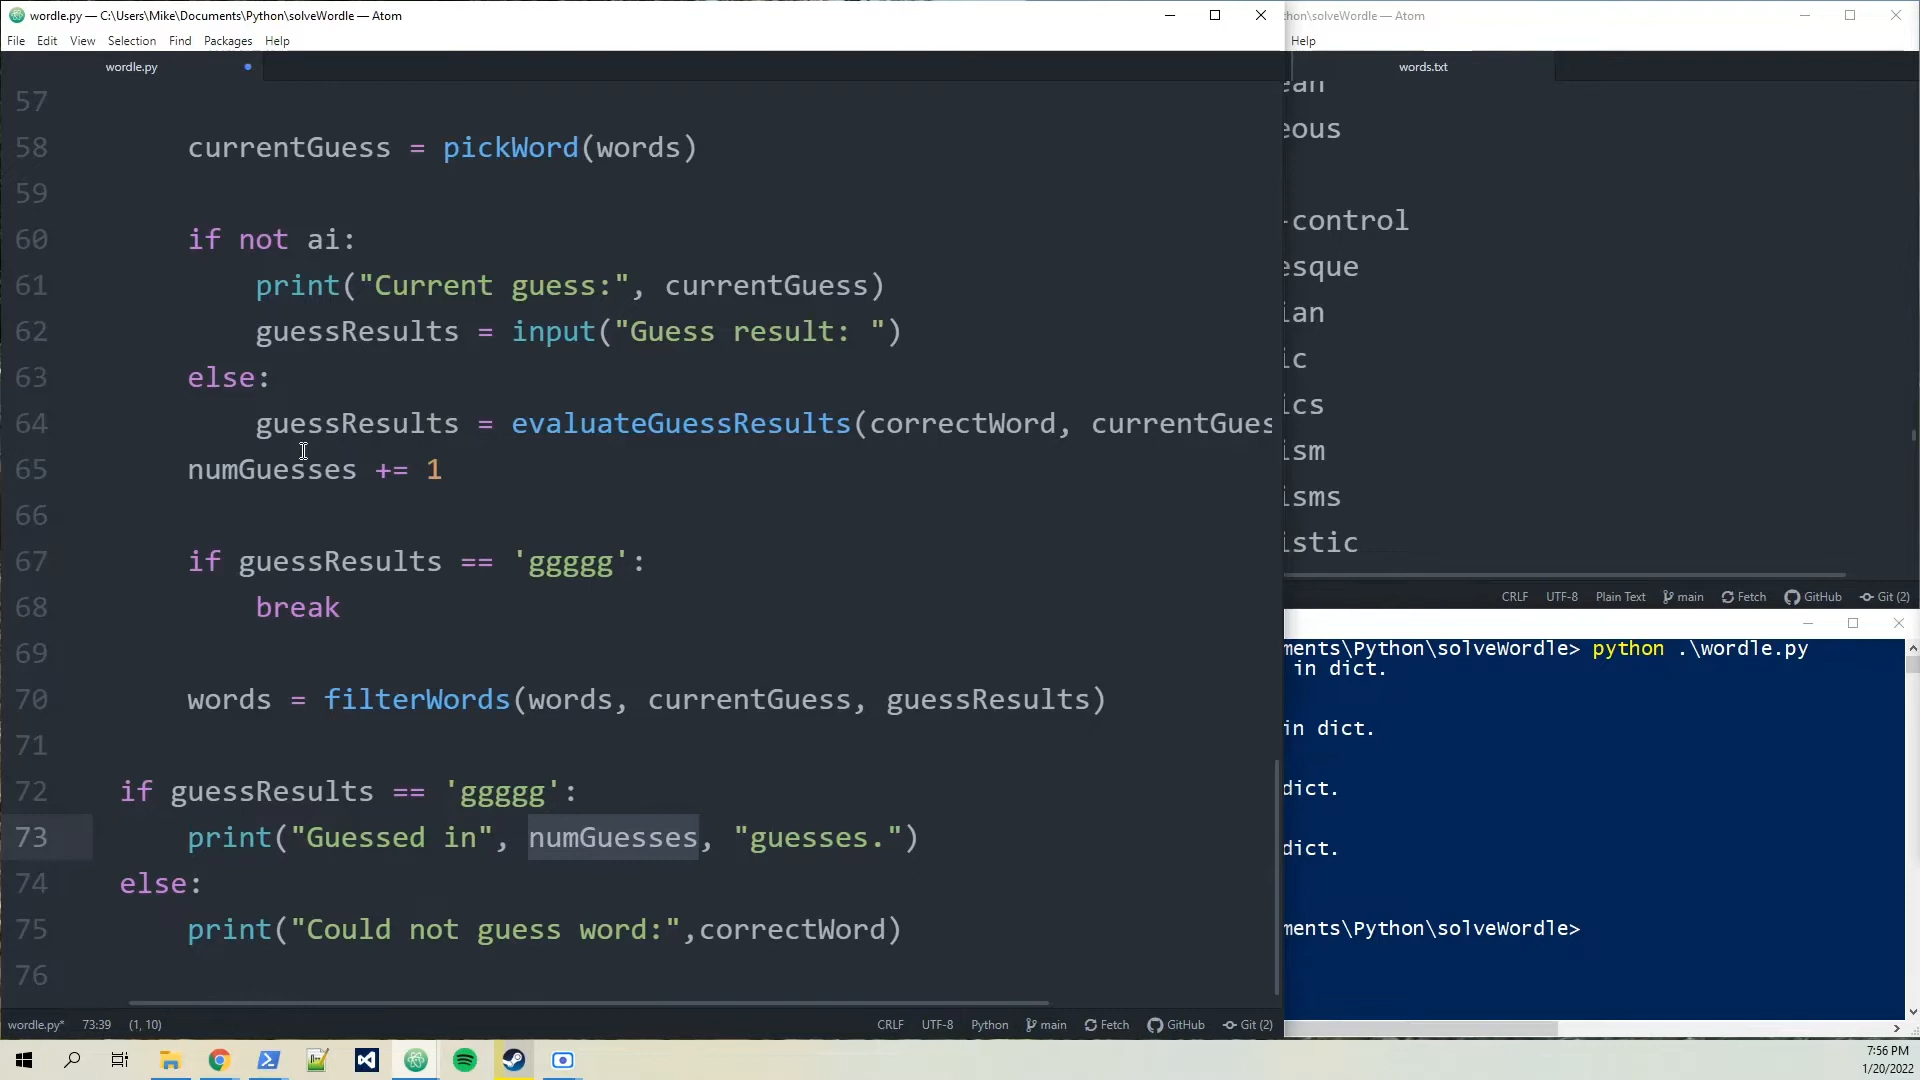 wordle.py — C:\Users\Mike\Documents\Python\solveWordle — Atom
File Edit View Selection Find Packages Help
wordle.py
57
58 currentGuess = pickWord(words)
59
60 if not ai:
61 print("Current guess:", currentGuess)
62 guessResults = input("Guess result: ")
63 else:
64 guessResults = evaluateGuessResults(correctWord, currentGues
65 numGuesses += 1
66
67 if guessResults == 'ggggg':
68 break
69
70 words = filterWords(words, currentGuess, guessResults)
71
72 if guessResults == 'ggggg':
73 print("Guessed in", numGuesses, "guesses.")
74 else:
75 print("Could not guess word:",correctWord)
76
wordle.py* 73:39 (1, 10) CRLF UTF-8 Python main Fetch GitHub Git (2)
thon\solveWordle — Atom
Help
words.txt
ean
eous
-control
esque
ian
ic
ics
ism
isms
istic
CRLF UTF-8 Plain Text main Fetch GitHub Git (2)
ments\Python\solveWordle> python .\wordle.py
in dict.
in dict.
dict.
dict.
ments\Python\solveWordle>
7:56 PM
1/20/2022